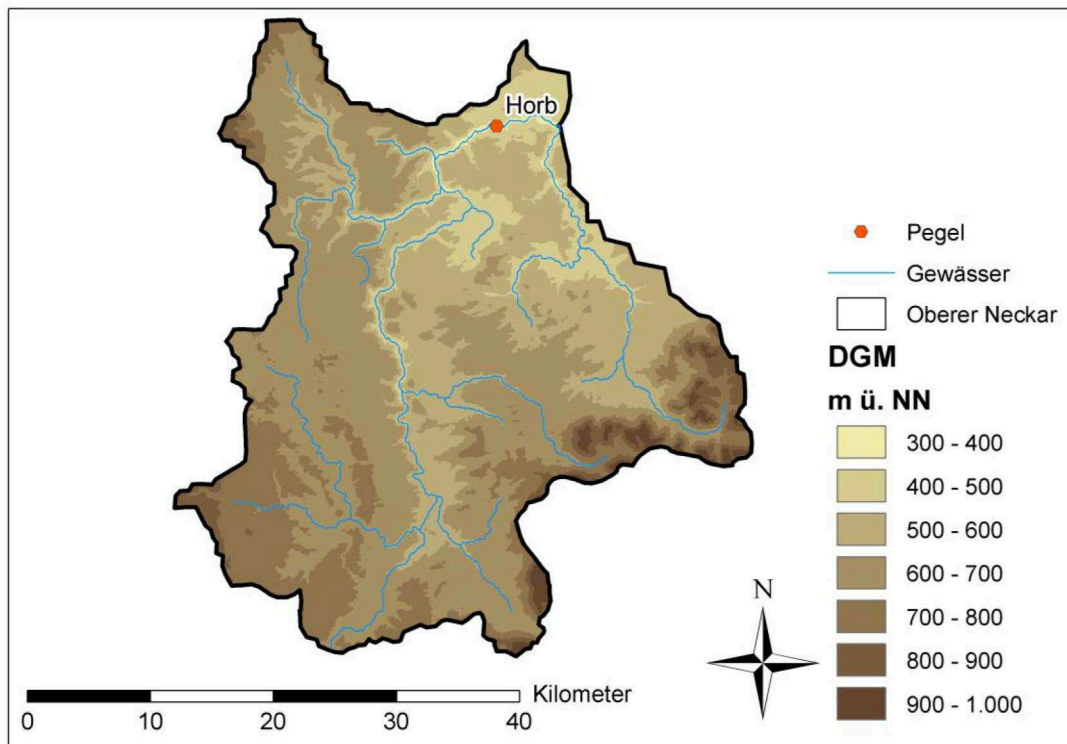 Horb
Pegel
Gewässer
Oberer Neckar
DGM
m ü. NN
300 - 400
400 - 500
500 - 600
600 - 700
700 - 800
800 - 900
900 - 1.000
N
Kilometer
0 10 20 30 40